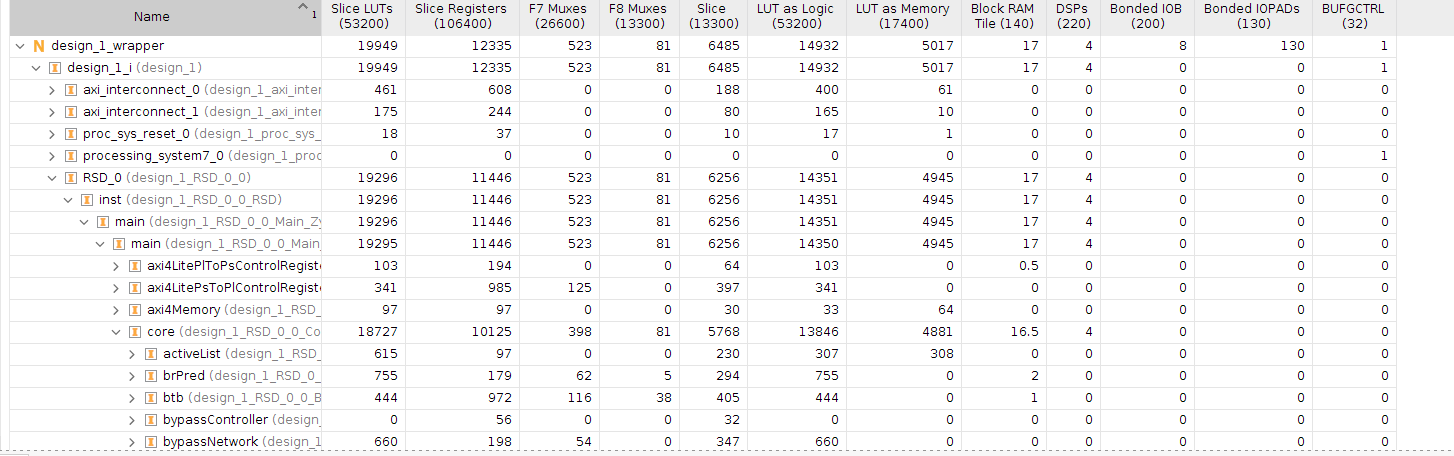 Name 1 Slice LUTs (53200) Slice Registers (106400) F7 Muxes (26600) F8 Muxes (13300) Slice (13300) LUT as Logic (53200) LUT as Memory (17400) Block RAM Tile (140) DSPs (220) Bonded IOB (200) Bonded IOPADs (130) BUFGCTRL (32)
N design_1_wrapper 19949 12335 523 81 6485 14932 5017 17 4 8 130 1
I design_1_i (design_1) 19949 12335 523 81 6485 14932 5017 17 4 0 0 1
I axi_interconnect_0 (design_1_axi_inter 461 608 0 0 188 400 61 0 0 0 0 0
I axi_interconnect_1 (design_1_axi_inter 175 244 0 0 80 165 10 0 0 0 0 0
I proc_sys_reset_0 (design_1_proc_sys_ 18 37 0 0 10 17 1 0 0 0 0 0
I processing_system7_0 (design_1_proc 0 0 0 0 0 0 0 0 0 0 0 1
I RSD_0 (design_1_RSD_0_0) 19296 11446 523 81 6256 14351 4945 17 4 0 0 0
I inst (design_1_RSD_0_0_RSD) 19296 11446 523 81 6256 14351 4945 17 4 0 0 0
I main (design_1_RSD_0_0_Main_Zy 19296 11446 523 81 6256 14351 4945 17 4 0 0 0
I main (design_1_RSD_0_0_Main_ 19295 11446 523 81 6256 14350 4945 17 4 0 0 0
I axi4LitePlToPsControlRegiste 103 194 0 0 64 103 0 0.5 0 0 0 0
I axi4LitePsToPlControlRegiste 341 985 125 0 397 341 0 0 0 0 0 0
I axi4Memory (design_1_RSD_ 97 97 0 0 30 33 64 0 0 0 0 0
I core (design_1_RSD_0_0_Co 18727 10125 398 81 5768 13846 4881 16.5 4 0 0 0
I activeList (design_1_RSD_ 615 97 0 0 230 307 308 0 0 0 0 0
I brPred (design_1_RSD_0_ 755 179 62 5 294 755 0 2 0 0 0 0
I btb (design_1_RSD_0_0_B 444 972 116 38 405 444 0 1 0 0 0 0
I bypassController (design_ 0 56 0 0 32 0 0 0 0 0 0 0
I bypassNetwork (design_1 660 198 54 0 347 660 0 0 0 0 0 0